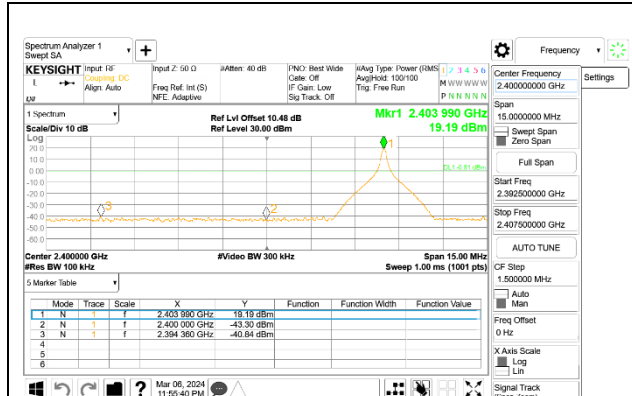 Spectrum Analyzer 1
Swept SA
Frequency
KEYSIGHT
L
Input: RF
Coupling: DC
Align: Auto
Input Z: 50 Ω
Freq Ref: Int (S)
NFE: Adaptive
#Atten: 40 dB
PNO: Best Wide
Gate: Off
IF Gain: Low
Sig Track: Off
#Avg Type: Power (RMS
Avg|Hold: 100/100
Trig: Free Run
1 2 3 4 5 6
M W W W W W
P N N N N N
Center Frequency
2.400000000 GHz
Settings
Span
15.0000000 MHz
Swept Span
Zero Span
Full Span
Start Freq
2.392500000 GHz
Stop Freq
2.407500000 GHz
AUTO TUNE
CF Step
1.500000 MHz
Auto
Man
Freq Offset
0 Hz
X Axis Scale
Log
Lin
Signal Track
1 Spectrum
Scale/Div 10 dB
Ref Lvl Offset 10.48 dB
Ref Level 30.00 dBm
Mkr1 2.403 990 GHz
19.19 dBm
Log
20.0
10.0
0.00
-10.0
-20.0
-30.0
-40.0
-50.0
-60.0
1
2
3
DL1 -0.81 dBm
Center 2.400000 GHz
#Video BW 300 kHz
Span 15.00 MHz
#Res BW 100 kHz
Sweep 1.00 ms (1001 pts)
5 Marker Table
Mode Trace Scale X Y Function Function Width Function Value
1 N 1 f 2.403 990 GHz 19.19 dBm
2 N 1 f 2.400 000 GHz -43.30 dBm
3 N 1 f 2.394 360 GHz -40.84 dBm
4
5
6
?
Mar 06, 2024
11:55:40 PM